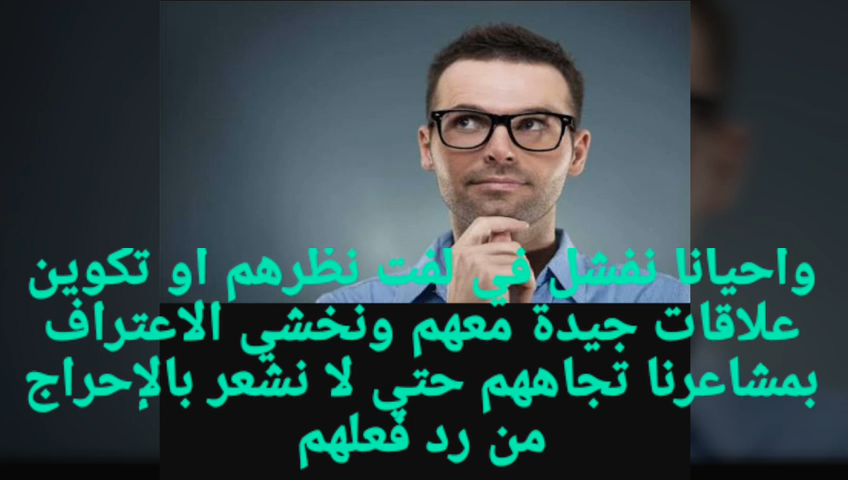 واحيانا نفشل في لفت نظرهم او تكوين
علاقات جيدة معهم ونخشي الاعتراف
بمشاعرنا تجاههم حتي لا نشعر بالإحراج
من رد فعلهم